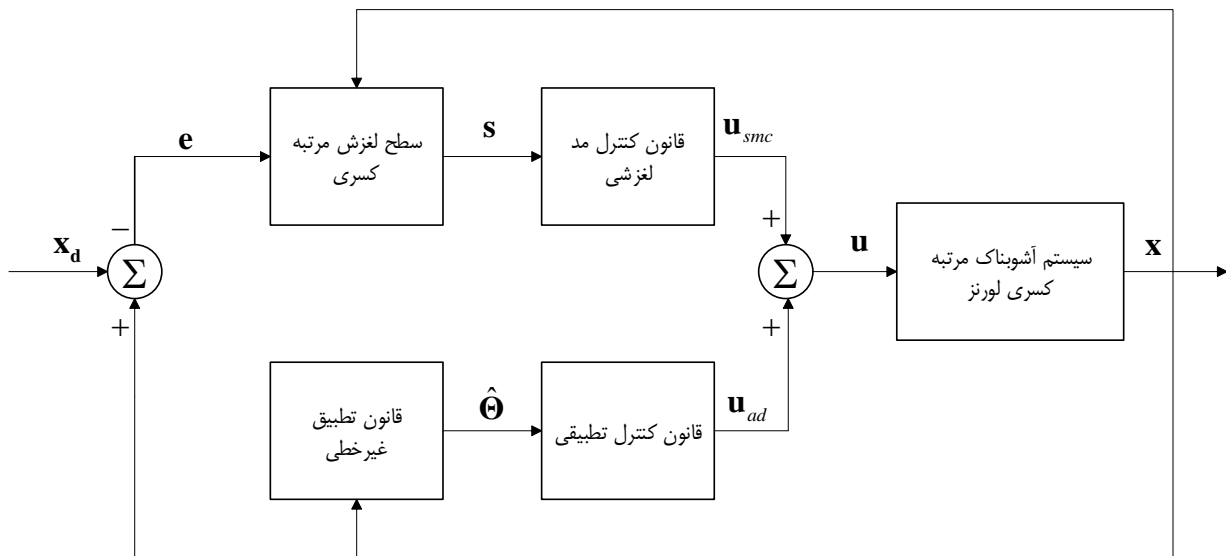 e
سطح لغزش مرتبه
کسری
s
قانون کنترل مد
لغزشی
u_smc
x_d
−
Σ
+
+
Σ
+
u
سیستم آشوبناک مرتبه
کسری لورنز
x
قانون تطبیق
غیرخطی
Θ̂
قانون کنترل تطبیقی
u_ad